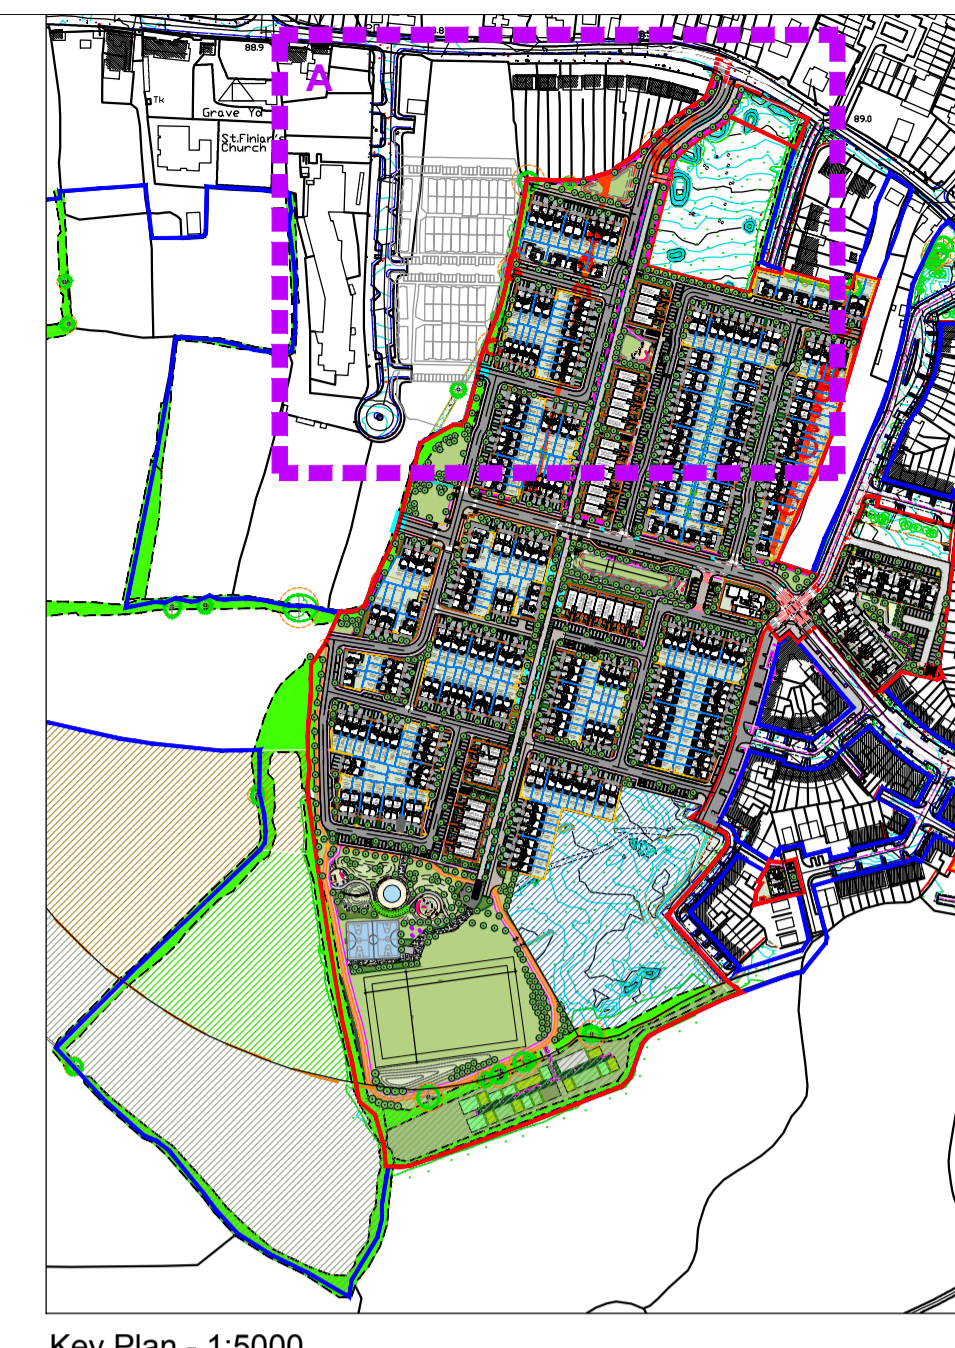 88.9
A
Tk
Grave Yd
St.Finian's
Church
89.0
Key Plan - 1:5000